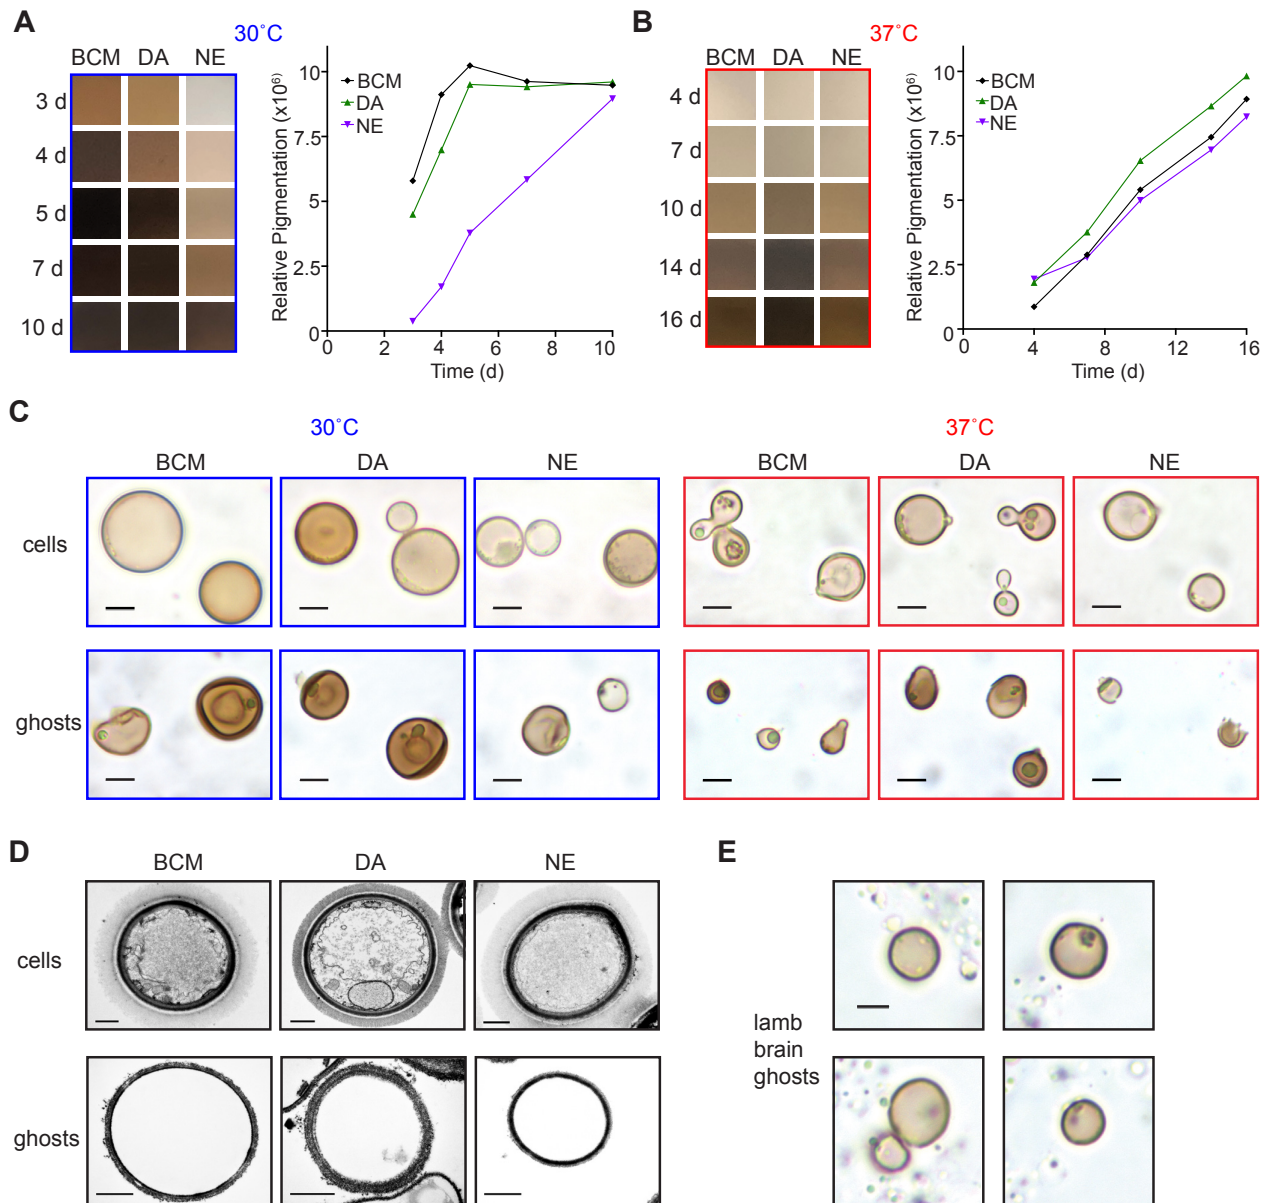 A
30˚C
BCM DA NE
3 d
4 d
5 d
7 d
10 d
Relative Pigmentation (x10⁶)
10
7.5
5
2.5
0
BCM
DA
NE
0 2 4 6 8 10
Time (d)
B
37˚C
BCM DA NE
4 d
7 d
10 d
14 d
16 d
Relative Pigmentation (x10⁶)
10
7.5
5
2.5
0
BCM
DA
NE
0 4 8 12 16
Time (d)
C
30˚C 37˚C
BCM DA NE BCM DA NE
cells
ghosts
D
BCM DA NE
cells
ghosts
E
lamb
brain
ghosts